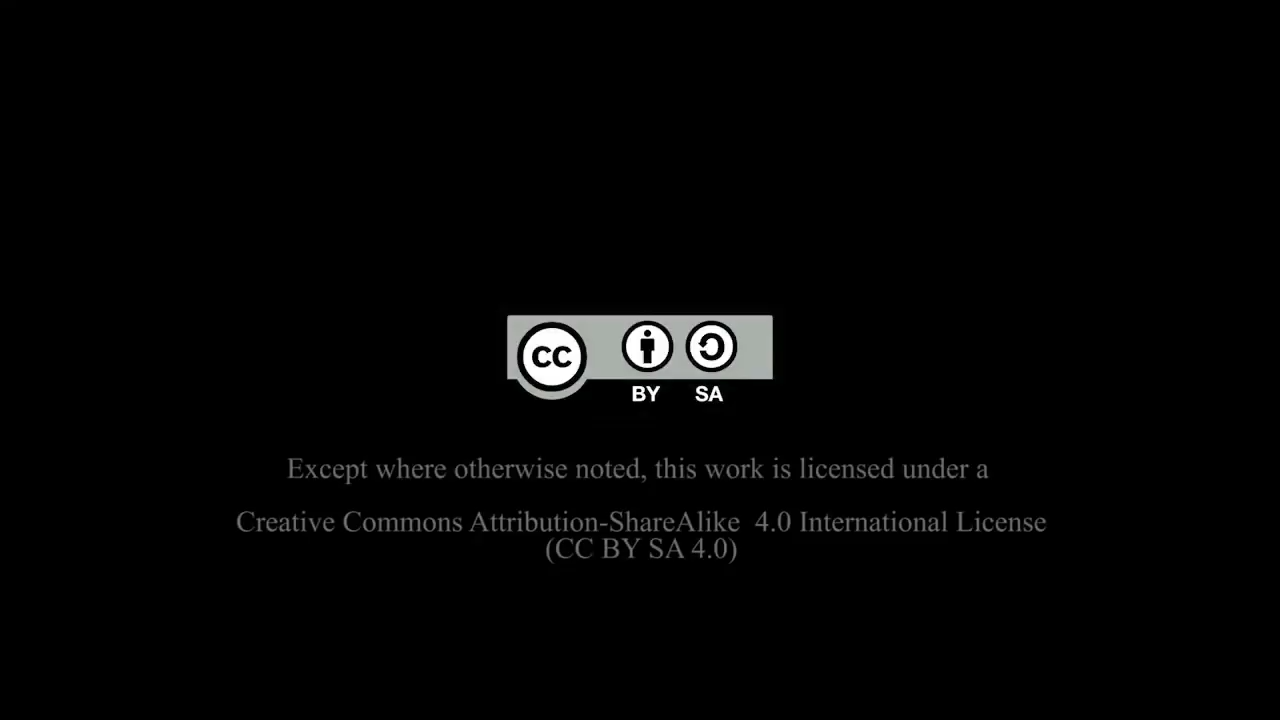 CC
BY SA
Except where otherwise noted, this work is licensed under a
Creative Commons Attribution-ShareAlike 4.0 International License
(CC BY SA 4.0)